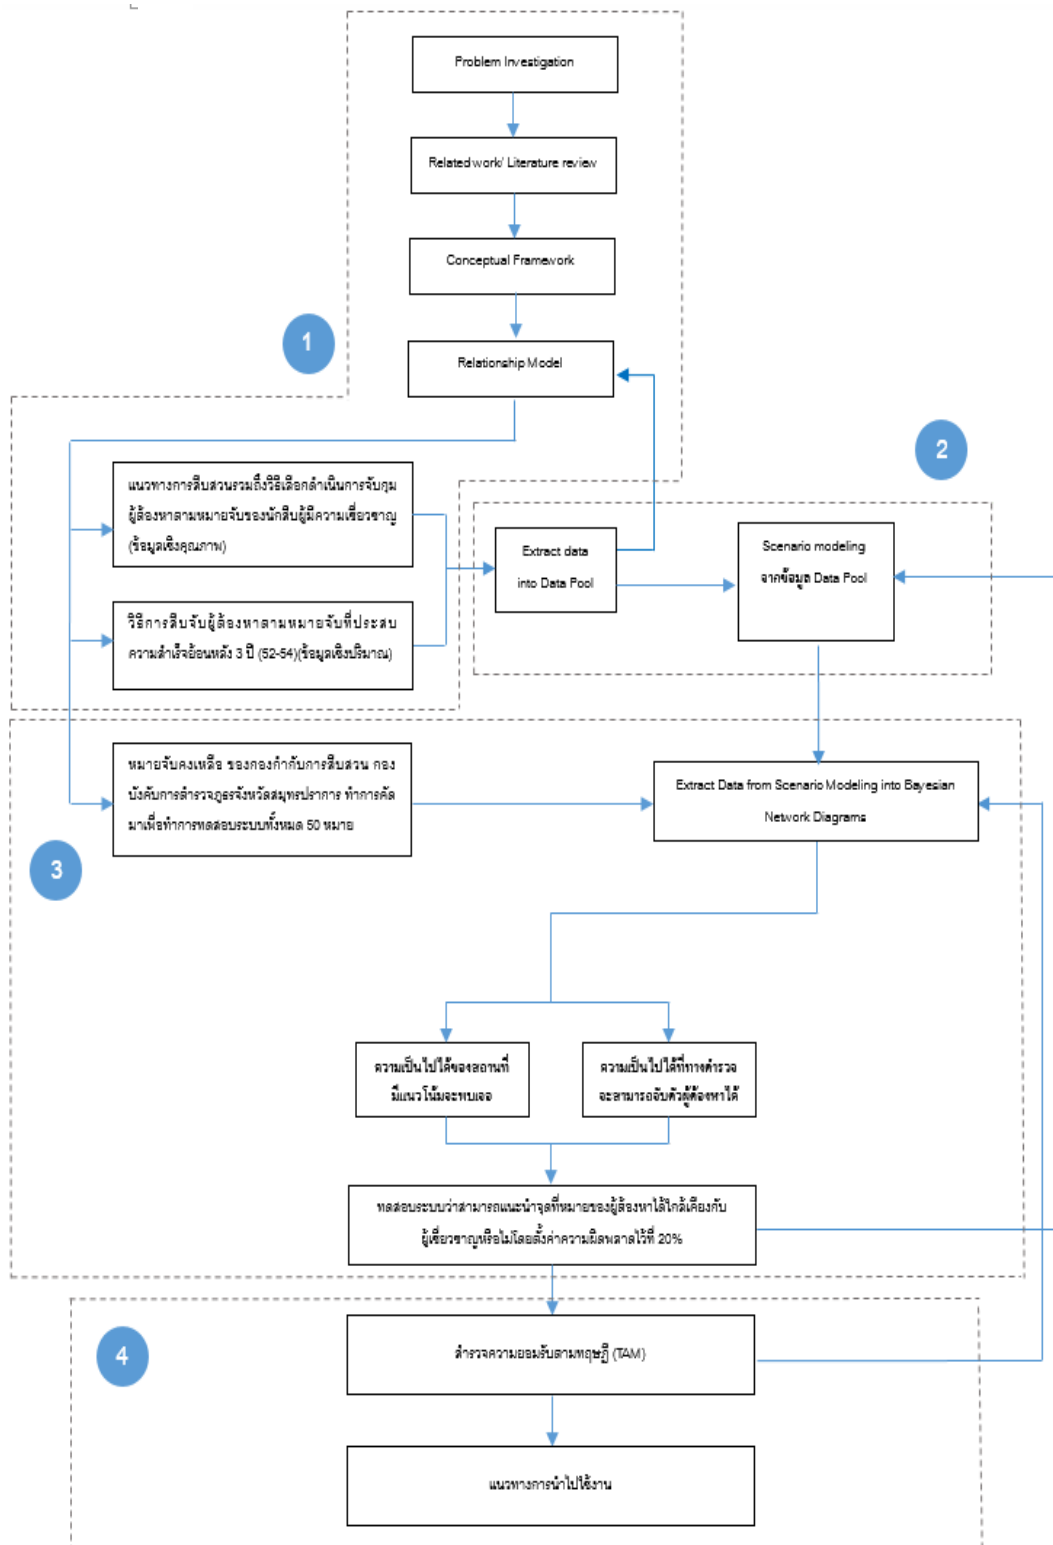 Problem Investigation
Related work/ Literature review
Conceptual Framework
1
Relationship Model
2
แนวทางการสืบสวนรวมถึงวิธีเลือกดำเนินการจับกุม
ผู้ต้องหาตามหมายจับของนักสืบผู้มีความเชี่ยวชาญ
(ข้อมูลเชิงคุณภาพ)
Extract data
into Data Pool
Scenario modeling
จากข้อมูล Data Pool
วิธีการสืบจับผู้ต้องหาตามหมายจับที่ประสบ
ความสำเร็จย้อนหลัง 3 ปี (52-54)(ข้อมูลเชิงปริมาณ)
หมายจับคงเหลือ ของกองกำกับการสืบสวน กอง
บังคับการตำรวจภูธรจังหวัดสมุทรปราการ ทำการคัด
มาเพื่อทำการทดสอบระบบทั้งหมด 50 หมาย
Extract Data from Scenario Modeling into Bayesian
Network Diagrams
3
ความเป็นไปได้ของสถานที่
มีแนวโน้มจะพบเจอ
ความเป็นไปได้ที่ทางตำรวจ
จะสามารถจับตัวผู้ต้องหาได้
ทดสอบระบบว่าสามารถแนะนำจุดที่หมายของผู้ต้องหาได้ใกล้เคียงกับ
ผู้เชี่ยวชาญหรือไม่โดยตั้งค่าความผิดพลาดไว้ที่ 20%
4
สำรวจความยอมรับตามทฤษฎี (TAM)
แนวทางการนำไปใช้งาน